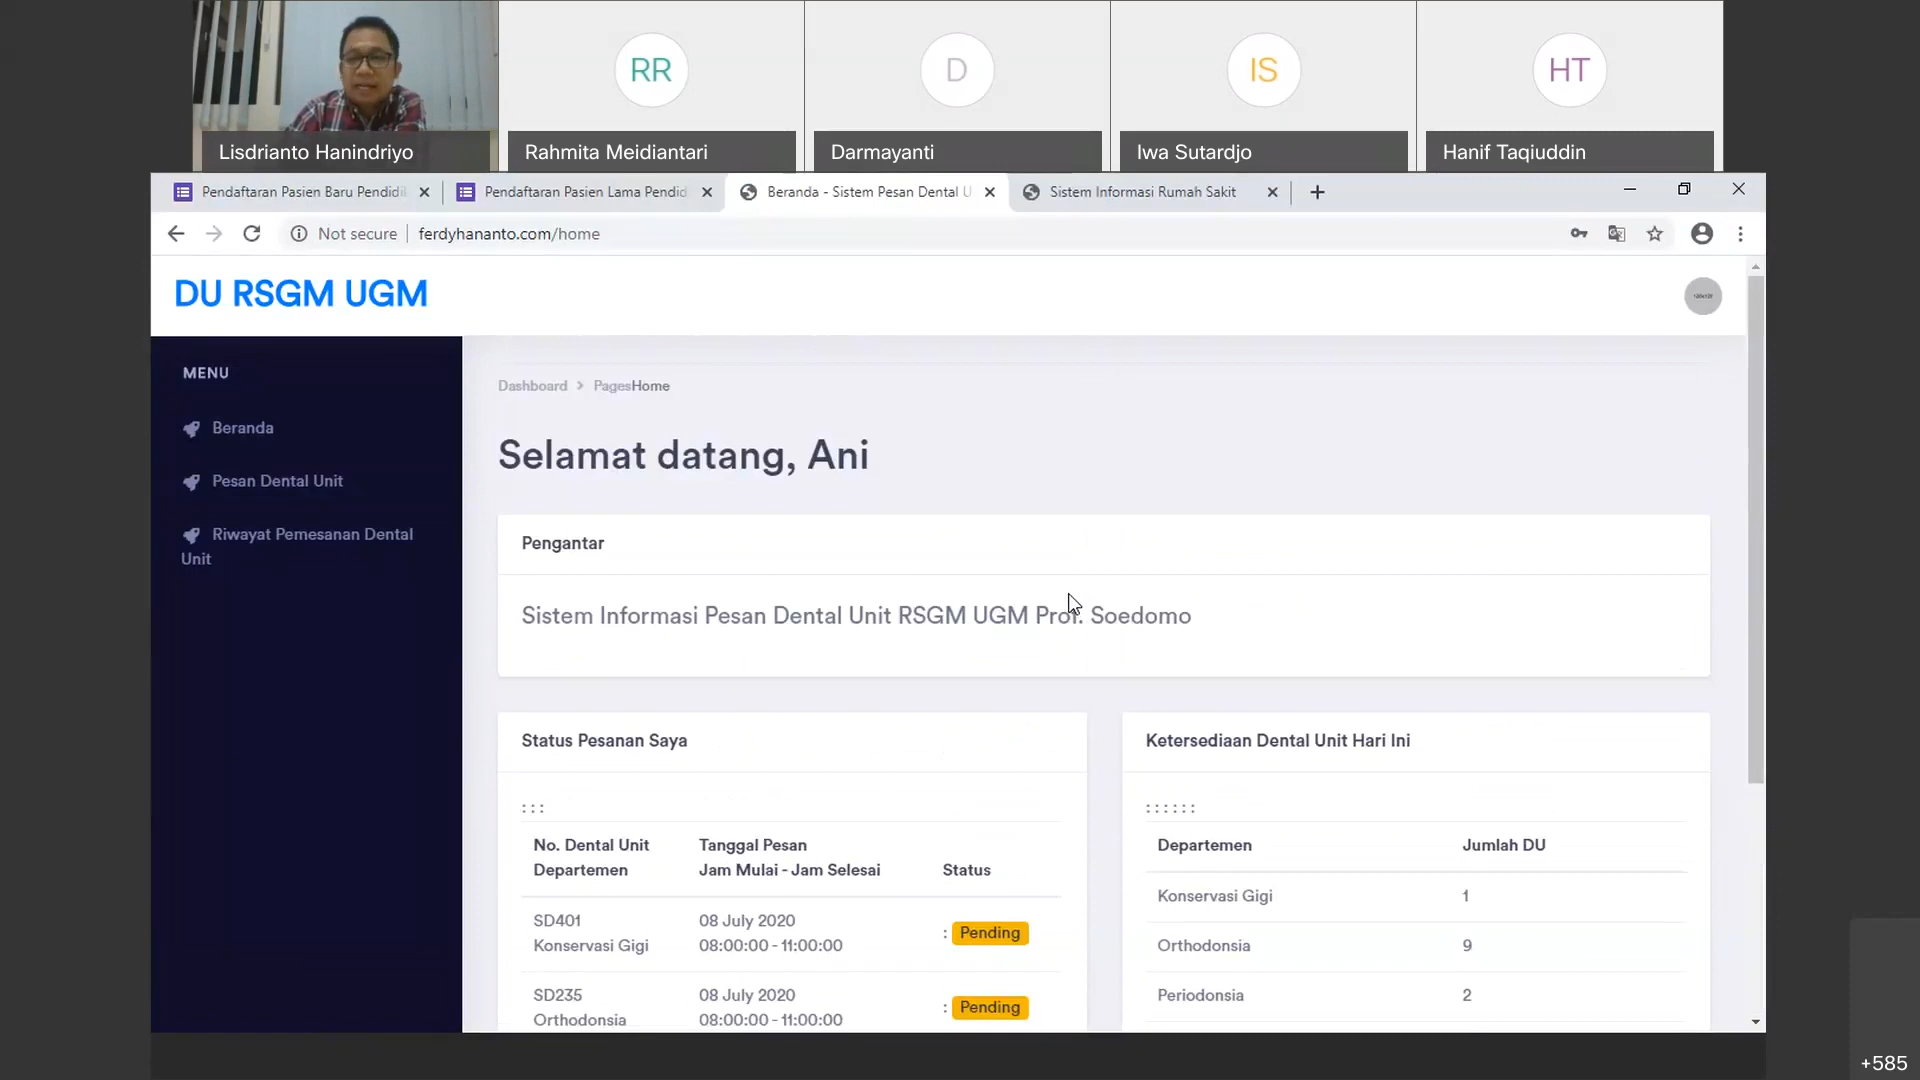 RR
D
IS
HT
Lisdrianto Hanindriyo
Rahmita Meidiantari
Darmayanti
Iwa Sutardjo
Hanif Taqiuddin
Pendaftaran Pasien Baru Pendidi
Pendaftaran Pasien Lama Pendid
Beranda - Sistem Pesan Dental U
Sistem Informasi Rumah Sakit
Not secure
ferdyhananto.com/home
DU RSGM UGM
MENU
Beranda
Pesan Dental Unit
Riwayat Pemesanan Dental
Unit
Dashboard > PagesHome
Selamat datang, Ani
Pengantar
Sistem Informasi Pesan Dental Unit RSGM UGM Prof. Soedomo
Status Pesanan Saya
: : :
No. Dental Unit
Departemen
Tanggal Pesan
Jam Mulai - Jam Selesai
Status
SD401
Konservasi Gigi
08 July 2020
08:00:00 - 11:00:00
: Pending
SD235
Orthodonsia
08 July 2020
08:00:00 - 11:00:00
: Pending
Ketersediaan Dental Unit Hari Ini
: : : : : :
Departemen Jumlah DU
Konservasi Gigi 1
Orthodonsia 9
Periodonsia 2
+585